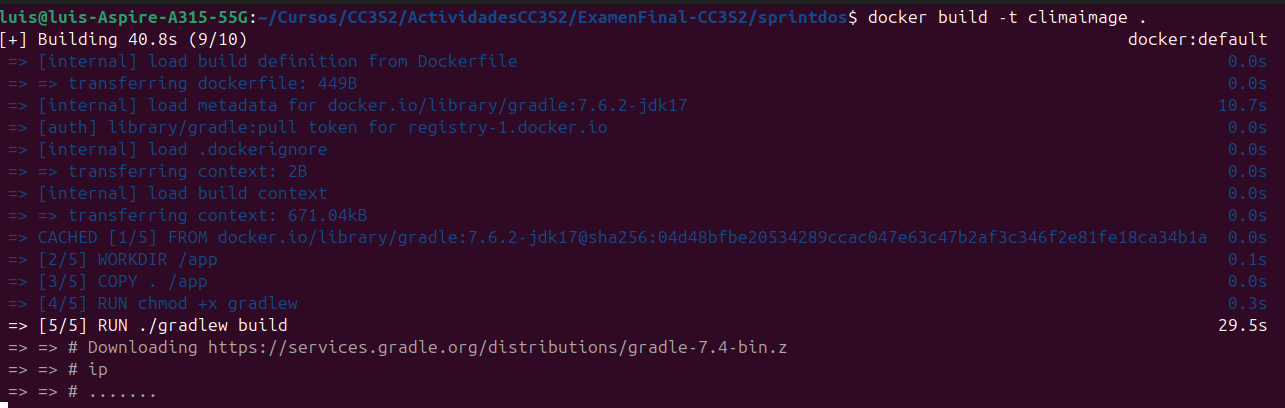 luis@luis-Aspire-A315-55G:~/Cursos/CC3S2/ActividadesCC3S2/ExamenFinal-CC3S2/sprintdos$ docker build -t climaimage .
[+] Building 40.8s (9/10) docker:default
=> [internal] load build definition from Dockerfile 0.0s
=> => transferring dockerfile: 449B 0.0s
=> [internal] load metadata for docker.io/library/gradle:7.6.2-jdk17 10.7s
=> [auth] library/gradle:pull token for registry-1.docker.io 0.0s
=> [internal] load .dockerignore 0.0s
=> => transferring context: 2B 0.0s
=> [internal] load build context 0.0s
=> => transferring context: 671.04kB 0.0s
=> CACHED [1/5] FROM docker.io/library/gradle:7.6.2-jdk17@sha256:04d48bfbe20534289ccac047e63c47b2af3c346f2e81fe18ca34b1a 0.0s
=> [2/5] WORKDIR /app 0.1s
=> [3/5] COPY . /app 0.0s
=> [4/5] RUN chmod +x gradlew 0.3s
=> [5/5] RUN ./gradlew build 29.5s
=> => # Downloading https://services.gradle.org/distributions/gradle-7.4-bin.z
=> => # ip
=> => # .......